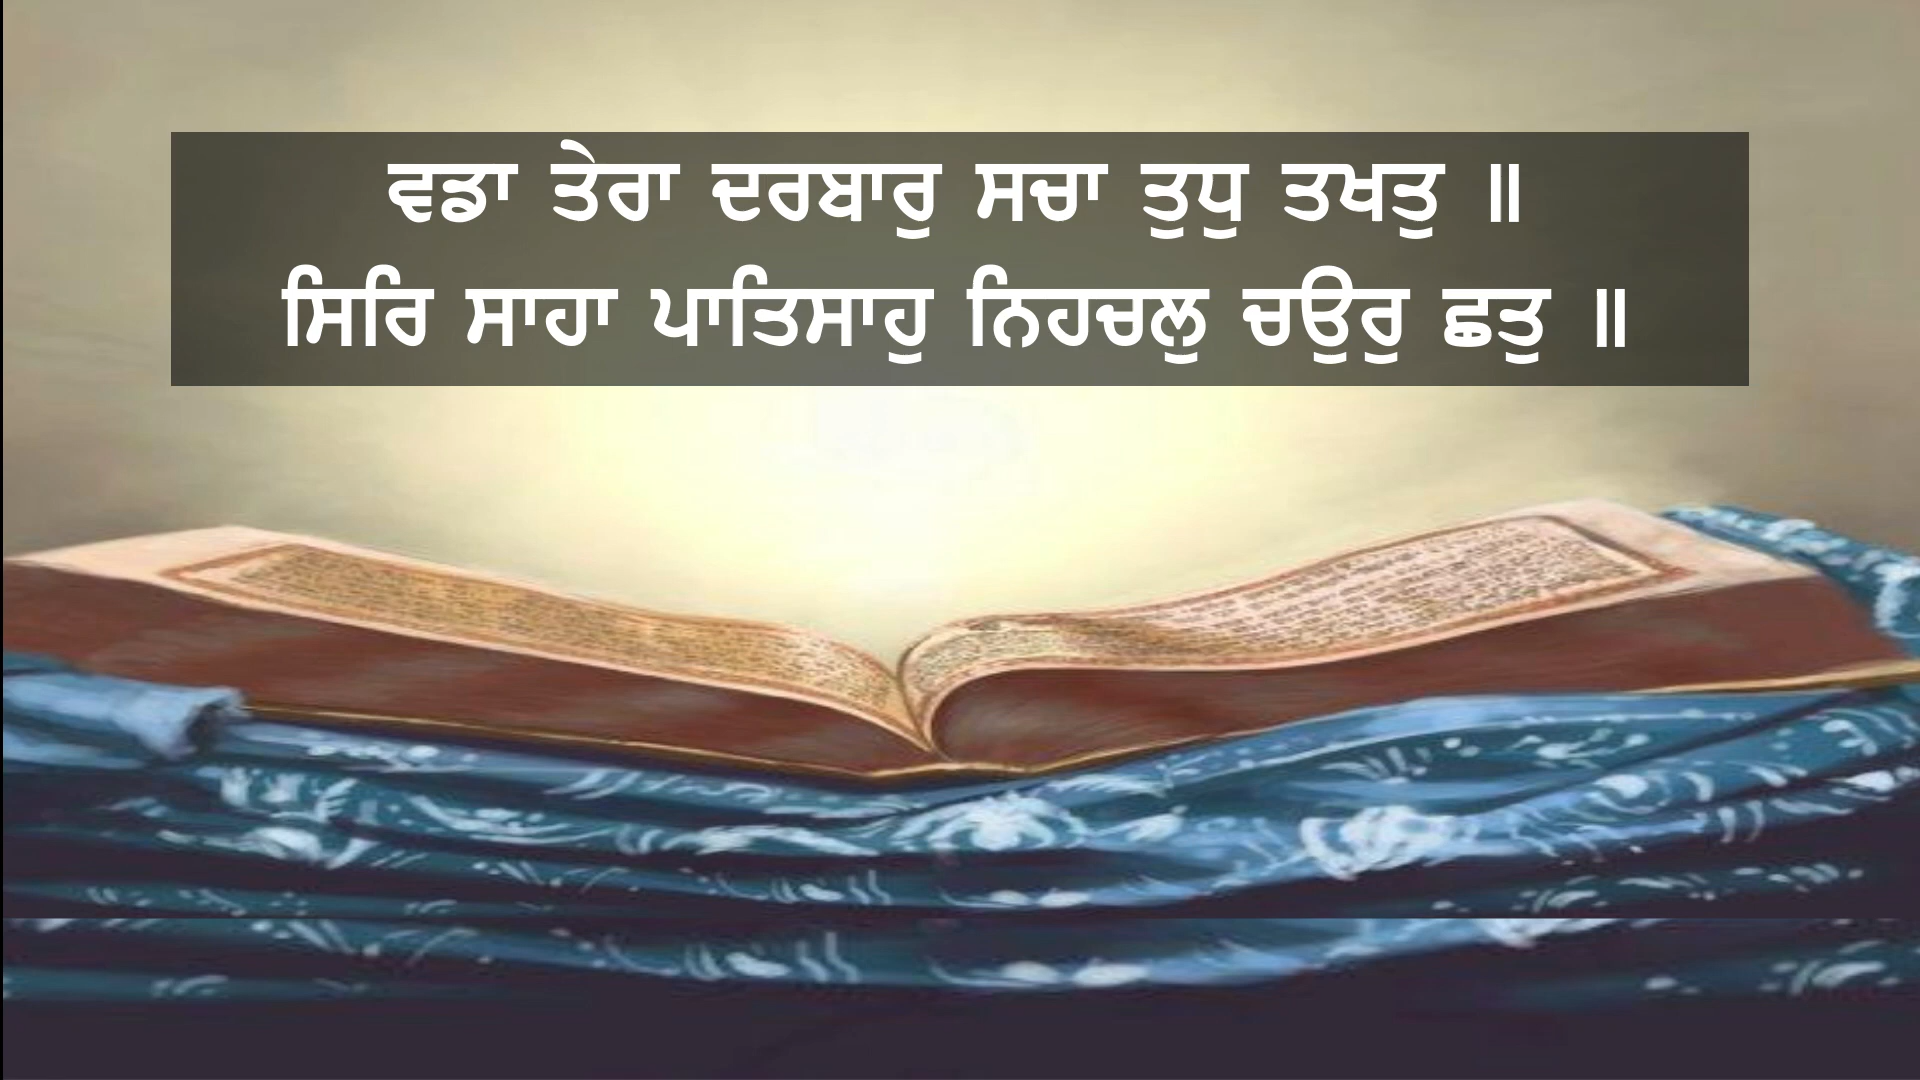 ਵਡਾ ਤੇਰਾ ਦਰਬਾਰੁ ਸਚਾ ਤੁਧੁ ਤਖਤੁ ॥
ਸਿਰਿ ਸਾਹਾ ਪਾਤਿਸਾਹੁ ਨਿਹਚਲੁ ਚਉਰੁ ਛਤੁ ॥